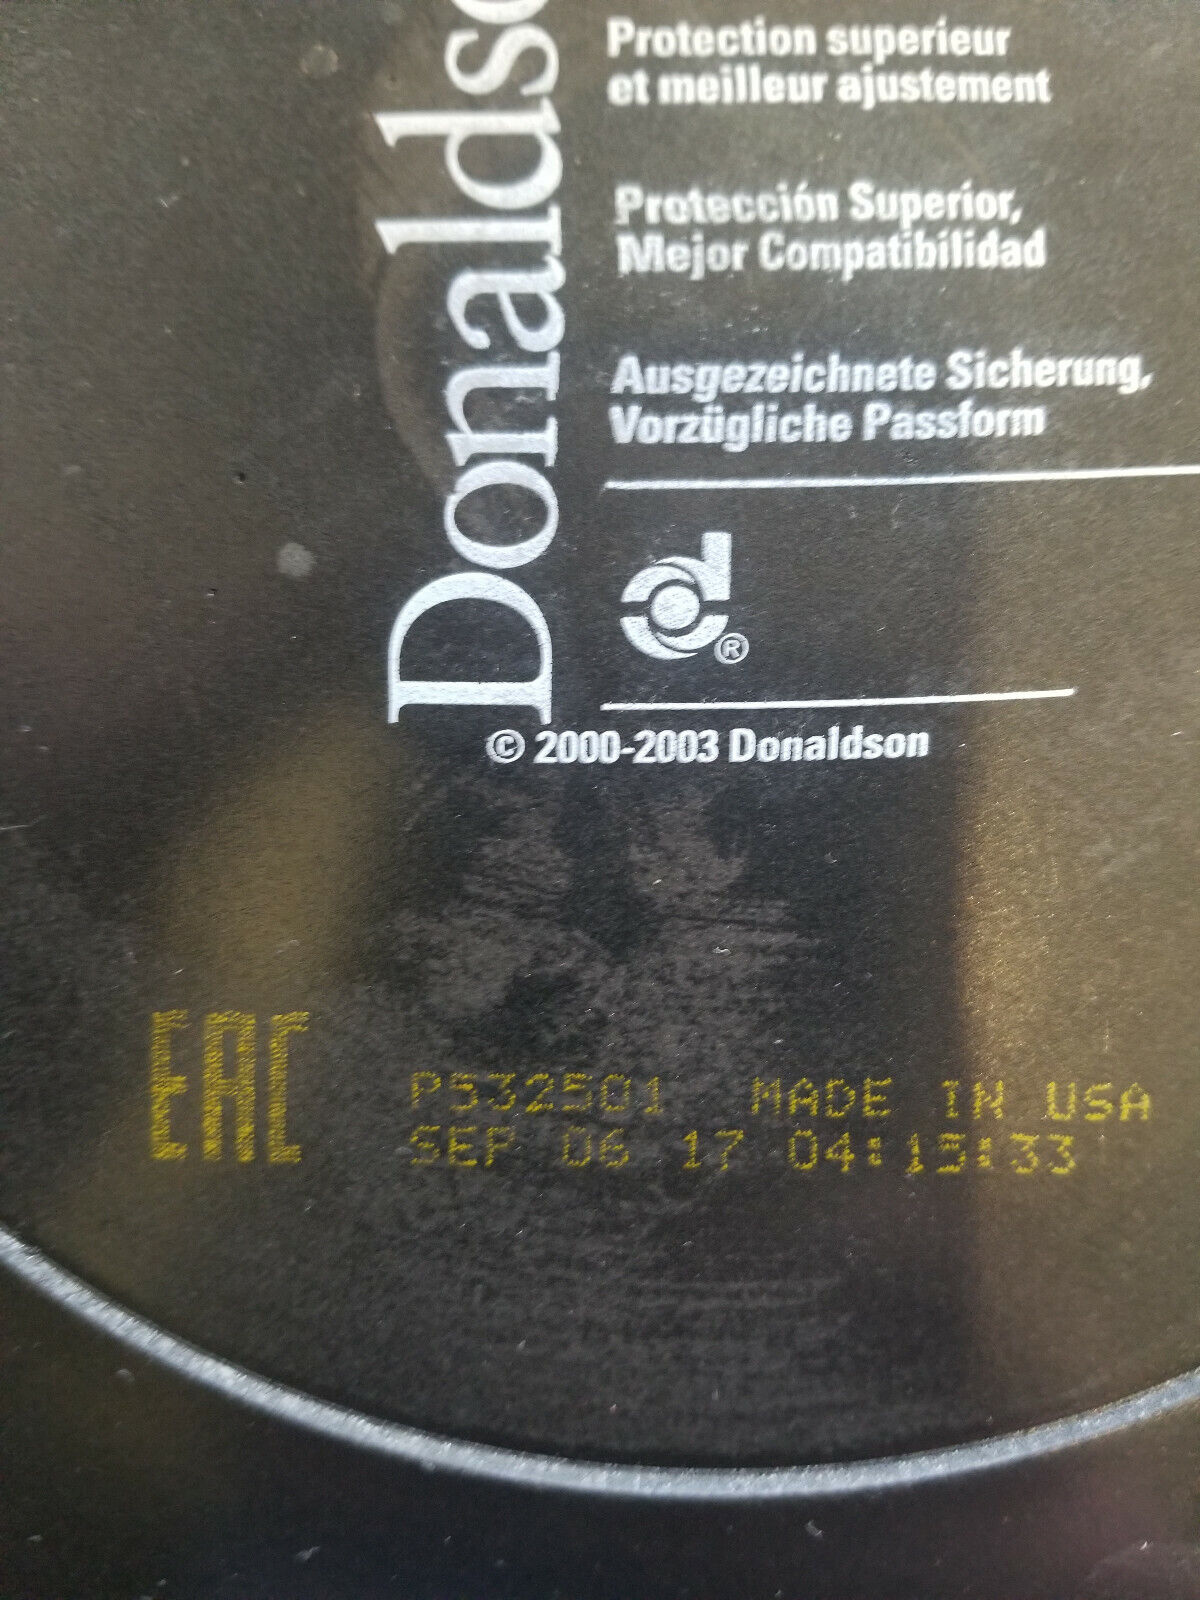 Donaldso
Protection superieur
et meilleur ajustement
Protección Superior,
Mejor Compatibilidad
Ausgezeichnete Sicherung,
Vorzügliche Passform
®
© 2000-2003 Donaldson
EAC
P532501 MADE IN USA
SEP 06 17 04:15:33